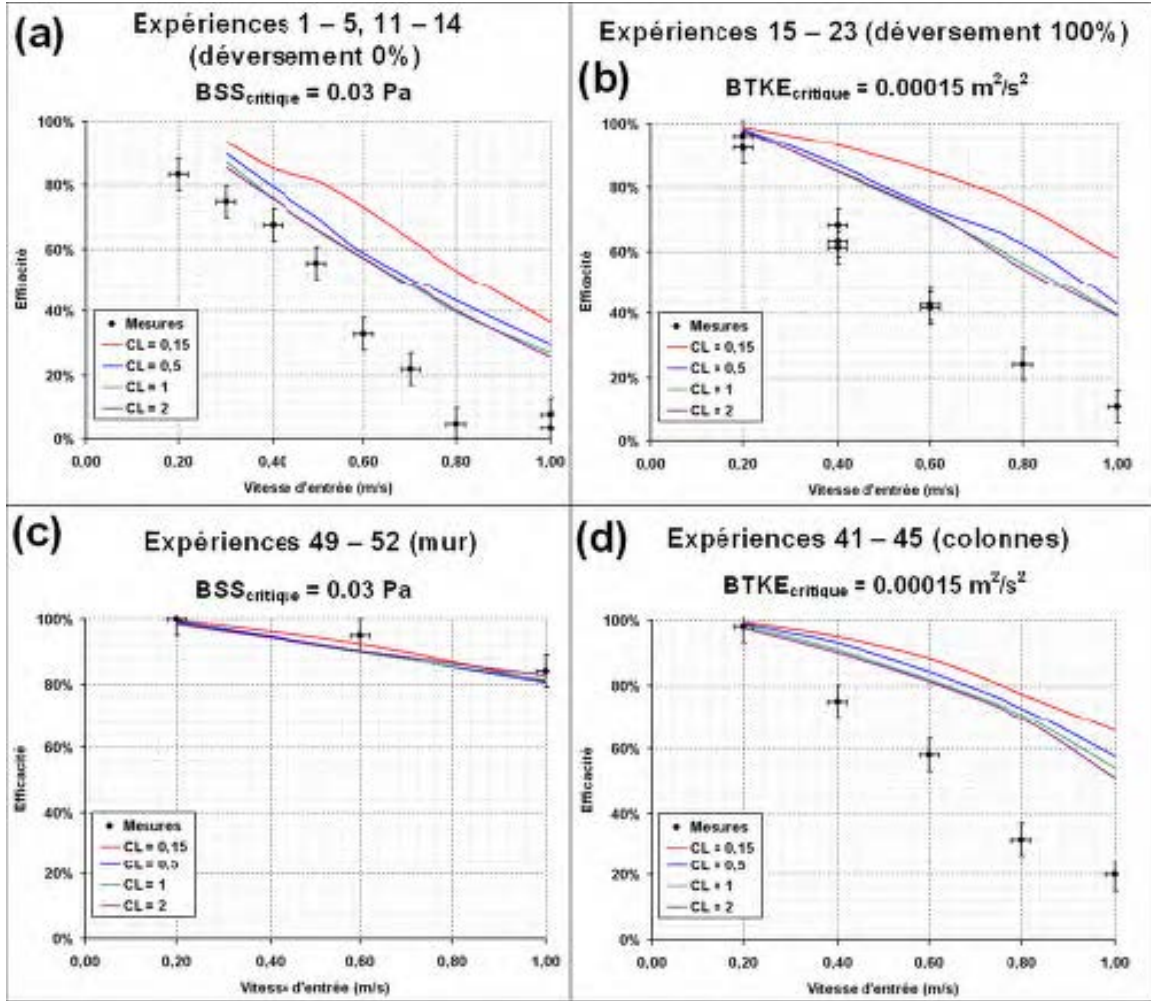 (a)
Expériences 1 – 5, 11 – 14
(déversement 0%)
BSScritique = 0.03 Pa
100%
80%
60%
40%
20%
0%
Efficacité
Mesures
CL = 0,15
CL = 0,5
CL = 1
CL = 2
0,00 0,20 0,40 0,60 0,80 1,00
Vitesse d'entrée (m/s)
(b)
Expériences 15 – 23 (déversement 100%)
BTKEcritique = 0.00015 m²/s²
100%
80%
60%
40%
20%
0%
Efficacité
Mesures
CL = 0,15
CL = 0,5
CL = 1
CL = 2
0,00 0,20 0,40 0,60 0,80 1,00
Vitesse d'entrée (m/s)
(c)
Expériences 49 – 52 (mur)
BSScritique = 0.03 Pa
100%
80%
60%
40%
20%
0%
Efficacité
Mesures
CL = 0,15
CL = 0,5
CL = 1
CL = 2
0,00 0,20 0,40 0,60 0,80 1,00
Vitesse d'entrée (m/s)
(d)
Expériences 41 – 45 (colonnes)
BTKEcritique = 0.00015 m²/s²
100%
80%
60%
40%
20%
0%
Efficacité
Mesures
CL = 0,15
CL = 0,5
CL = 1
CL = 2
0,00 0,20 0,40 0,60 0,80 1,00
Vitesse d'entrée (m/s)